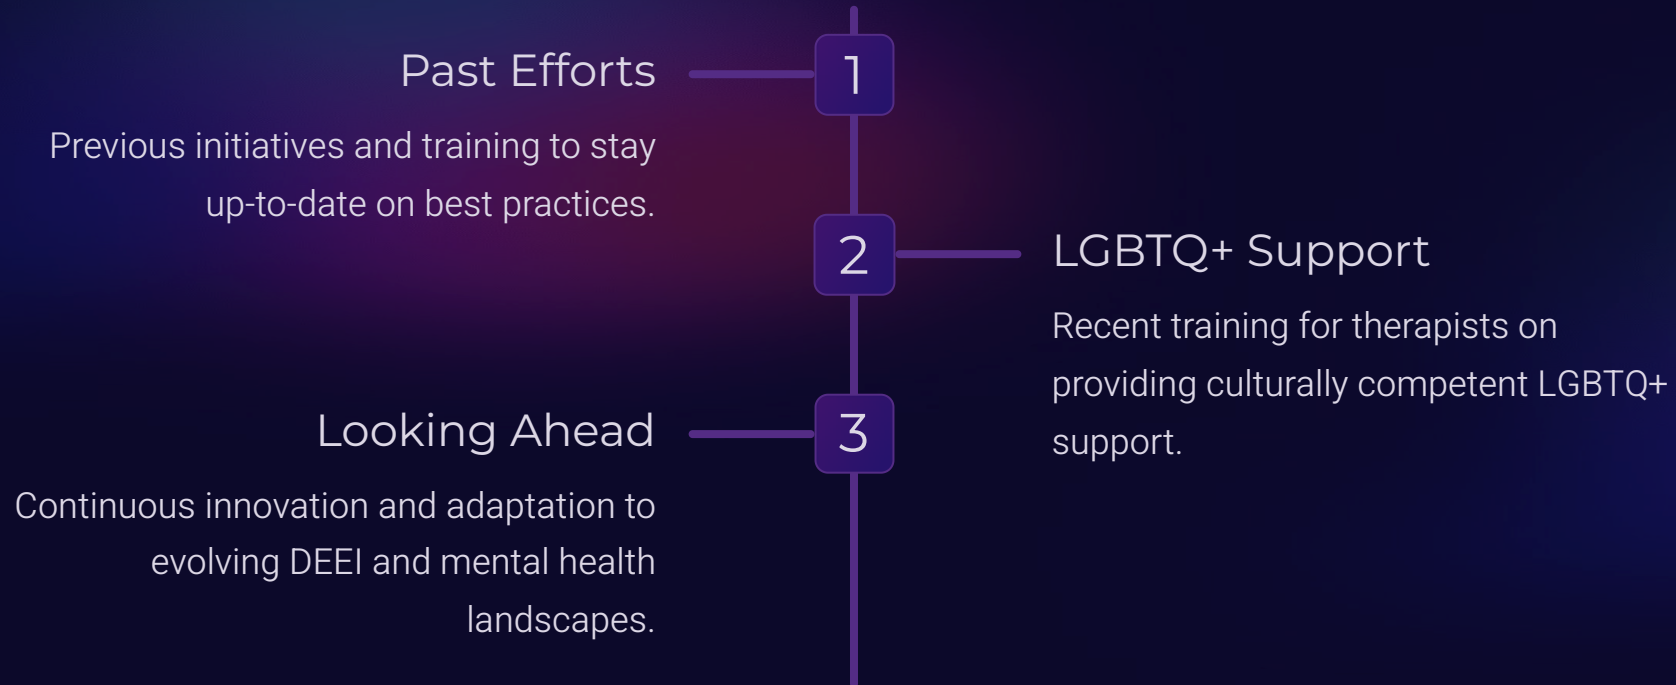 1
Past Efforts
Previous initiatives and training to stay
up-to-date on best practices.
2
LGBTQ+ Support
Recent training for therapists on
providing culturally competent LGBTQ+
support.
3
Looking Ahead
Continuous innovation and adaptation to
evolving DEEI and mental health
landscapes.